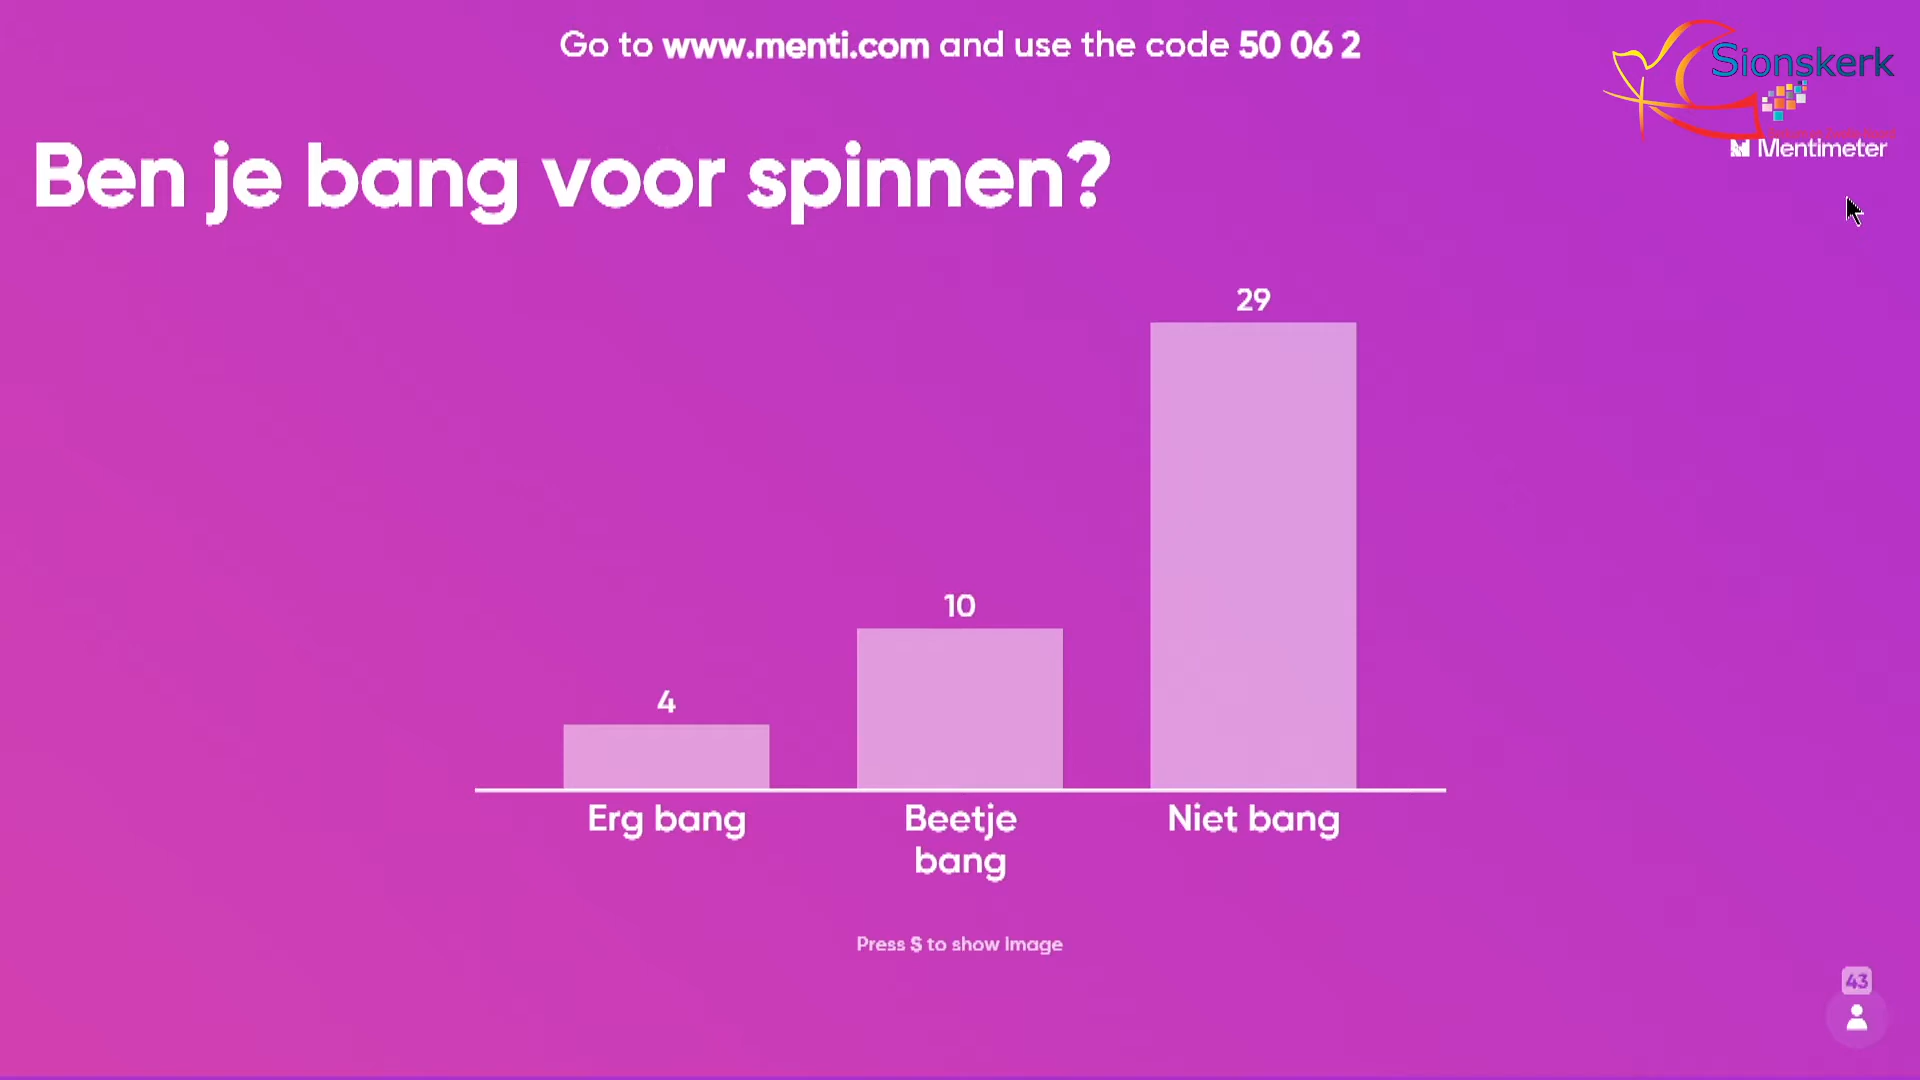 Go to www.menti.com and use the code 50 06 2
Sionskerk
Mentimeter
Ben je bang voor spinnen?
29
10
4
Erg bang
Beetje
bang
Niet bang
Press S to show image
43